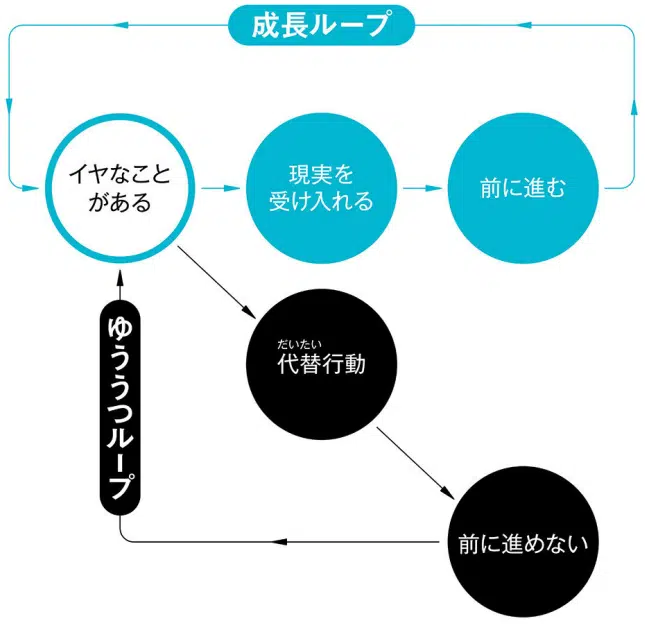 成長ループ
イヤなこと
がある
現実を
受け入れる
前に進む
だいたい
代替行動
ゆううつループ
前に進めない